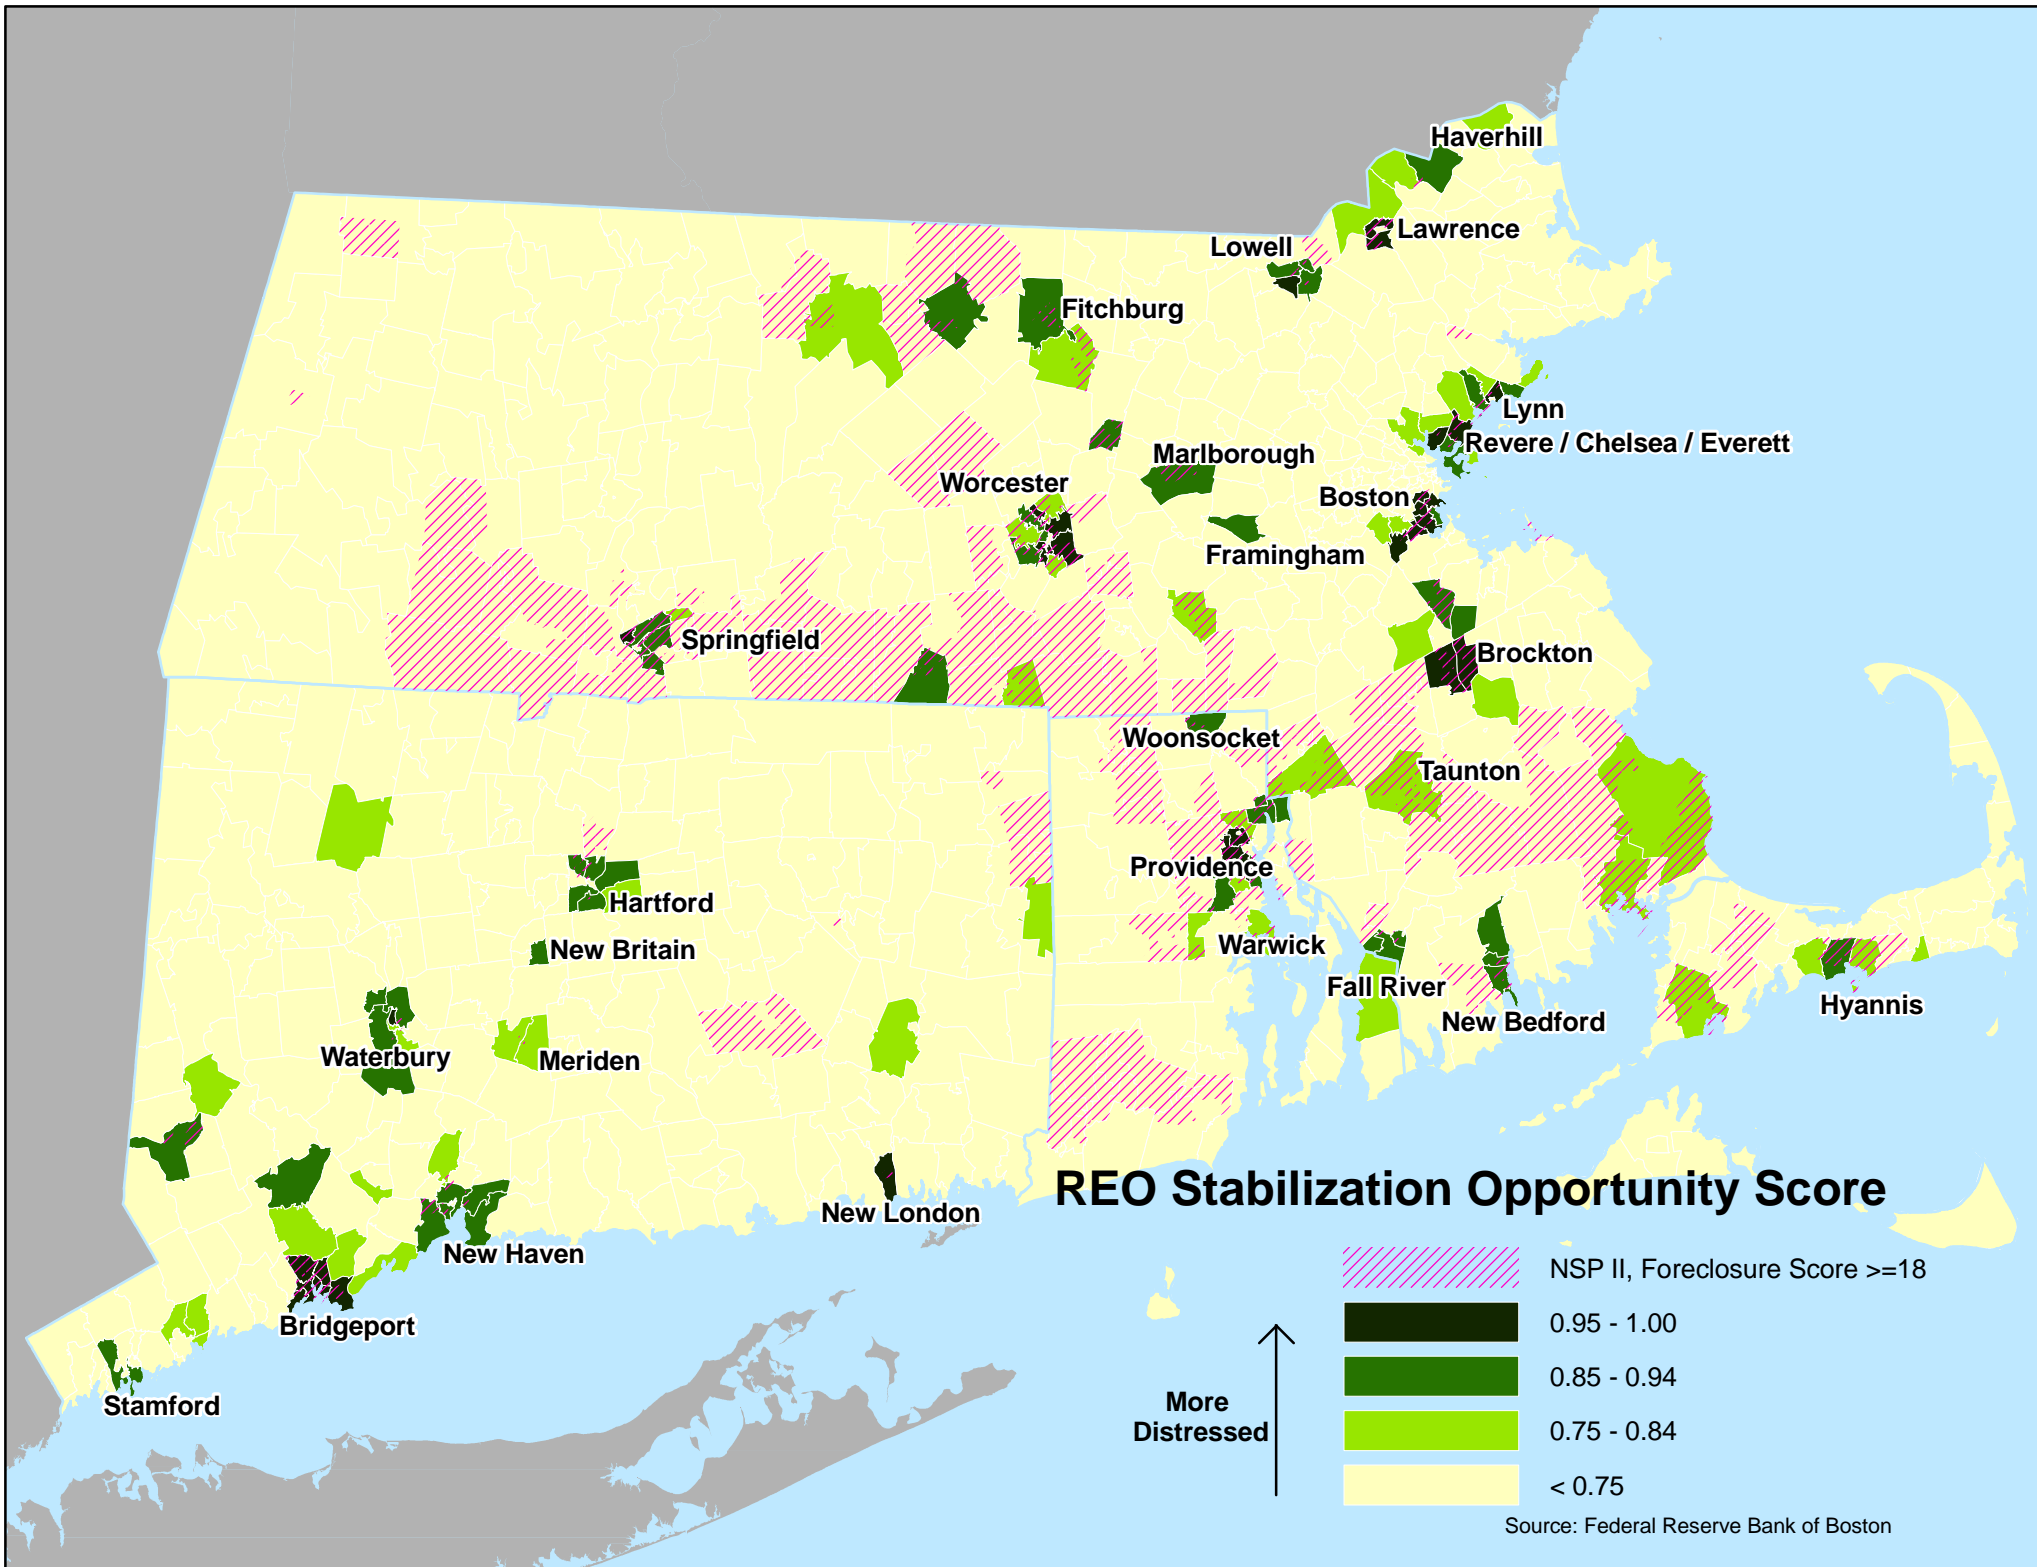 Haverhill
Lawrence
Lowell
Fitchburg
Lynn
Revere / Chelsea / Everett
Marlborough
Worcester
Boston
Framingham
Springfield
Brockton
Woonsocket
Taunton
Providence
Hartford
Warwick
New Britain
Fall River
Hyannis
New Bedford
Waterbury
Meriden
New London
New Haven
Bridgeport
Stamford
REO Stabilization Opportunity Score
NSP II, Foreclosure Score >=18
0.95 - 1.00
0.85 - 0.94
0.75 - 0.84
< 0.75
More
Distressed
Source: Federal Reserve Bank of Boston